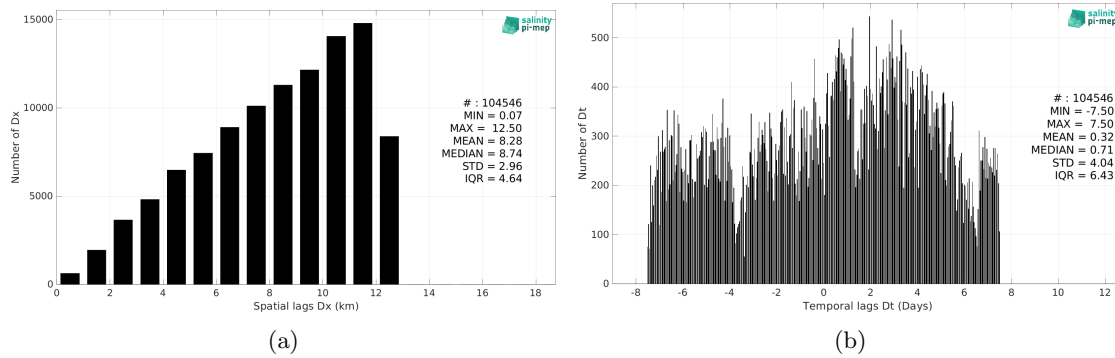 salinity
pi-mep
15000
10000
5000
0
Number of Dx
# : 104546
MIN = 0.07
MAX = 12.50
MEAN = 8.28
MEDIAN = 8.74
STD = 2.96
IQR = 4.64
0 2 4 6 8 10 12 14 16 18
Spatial lags Dx (km)
(a)
salinity
pi-mep
500
400
300
200
100
0
Number of Dt
# : 104546
MIN = -7.50
MAX = 7.50
MEAN = 0.32
MEDIAN = 0.71
STD = 4.04
IQR = 6.43
-8 -6 -4 -2 0 2 4 6 8 10 12
Temporal lags Dt (Days)
(b)